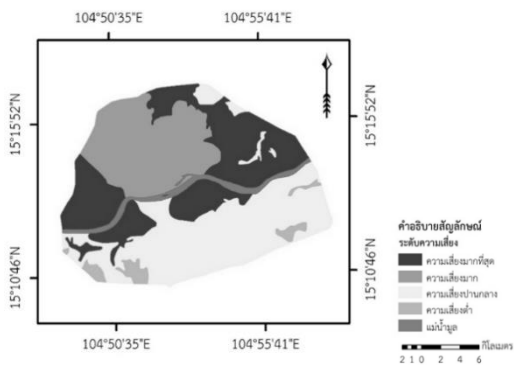 104°50'35"E 104°55'41"E
15°15'52"N 15°15'52"N
15°10'46"N 15°10'46"N
104°50'35"E 104°55'41"E
คำอธิบายสัญลักษณ์
ระดับความเสี่ยง
ความเสี่ยงมากที่สุด
ความเสี่ยงมาก
ความเสี่ยงปานกลาง
ความเสี่ยงต่ำ
แม่น้ำมูล
กิโลเมตร
2 1 0 2 4 6